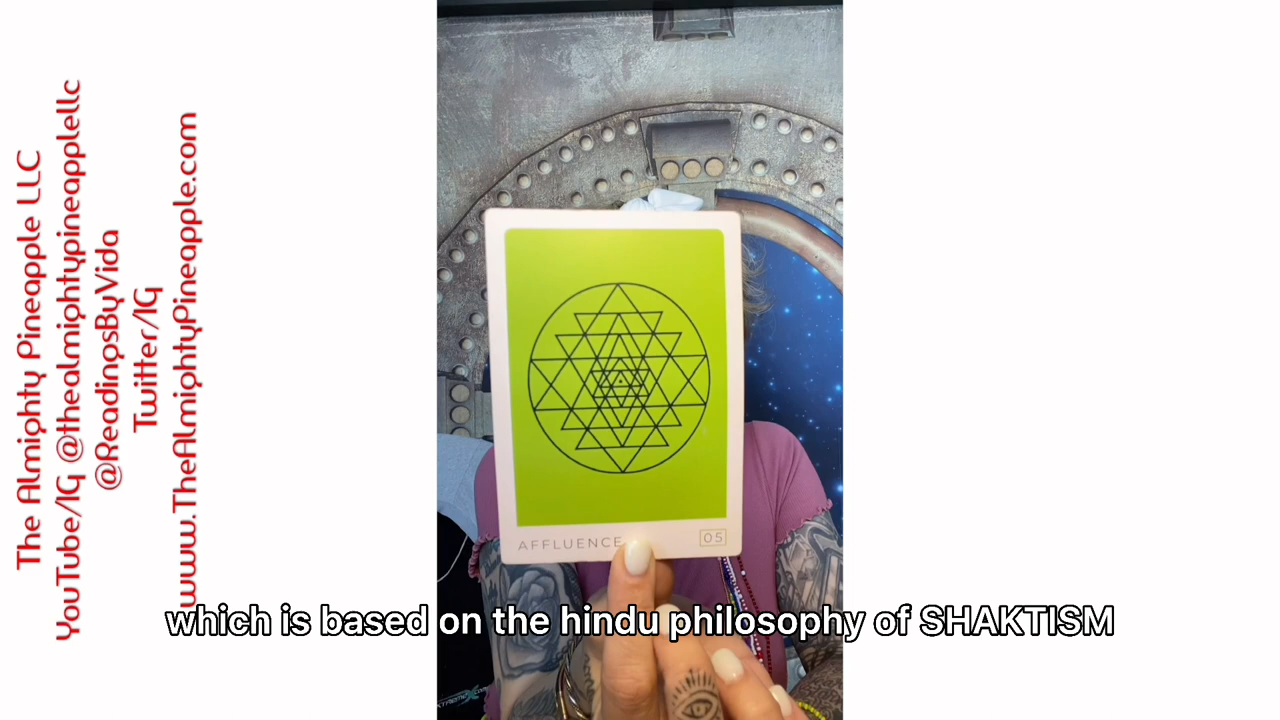 The Almighty Pineapple LLC
YouTube/IG @thealmightypineapplellc
@ReadingsByVida
Twitter/IG
www.TheAlmightyPineapple.com
AFFLUENCE
05
which is based on the hindu philosophy of SHAKTISM